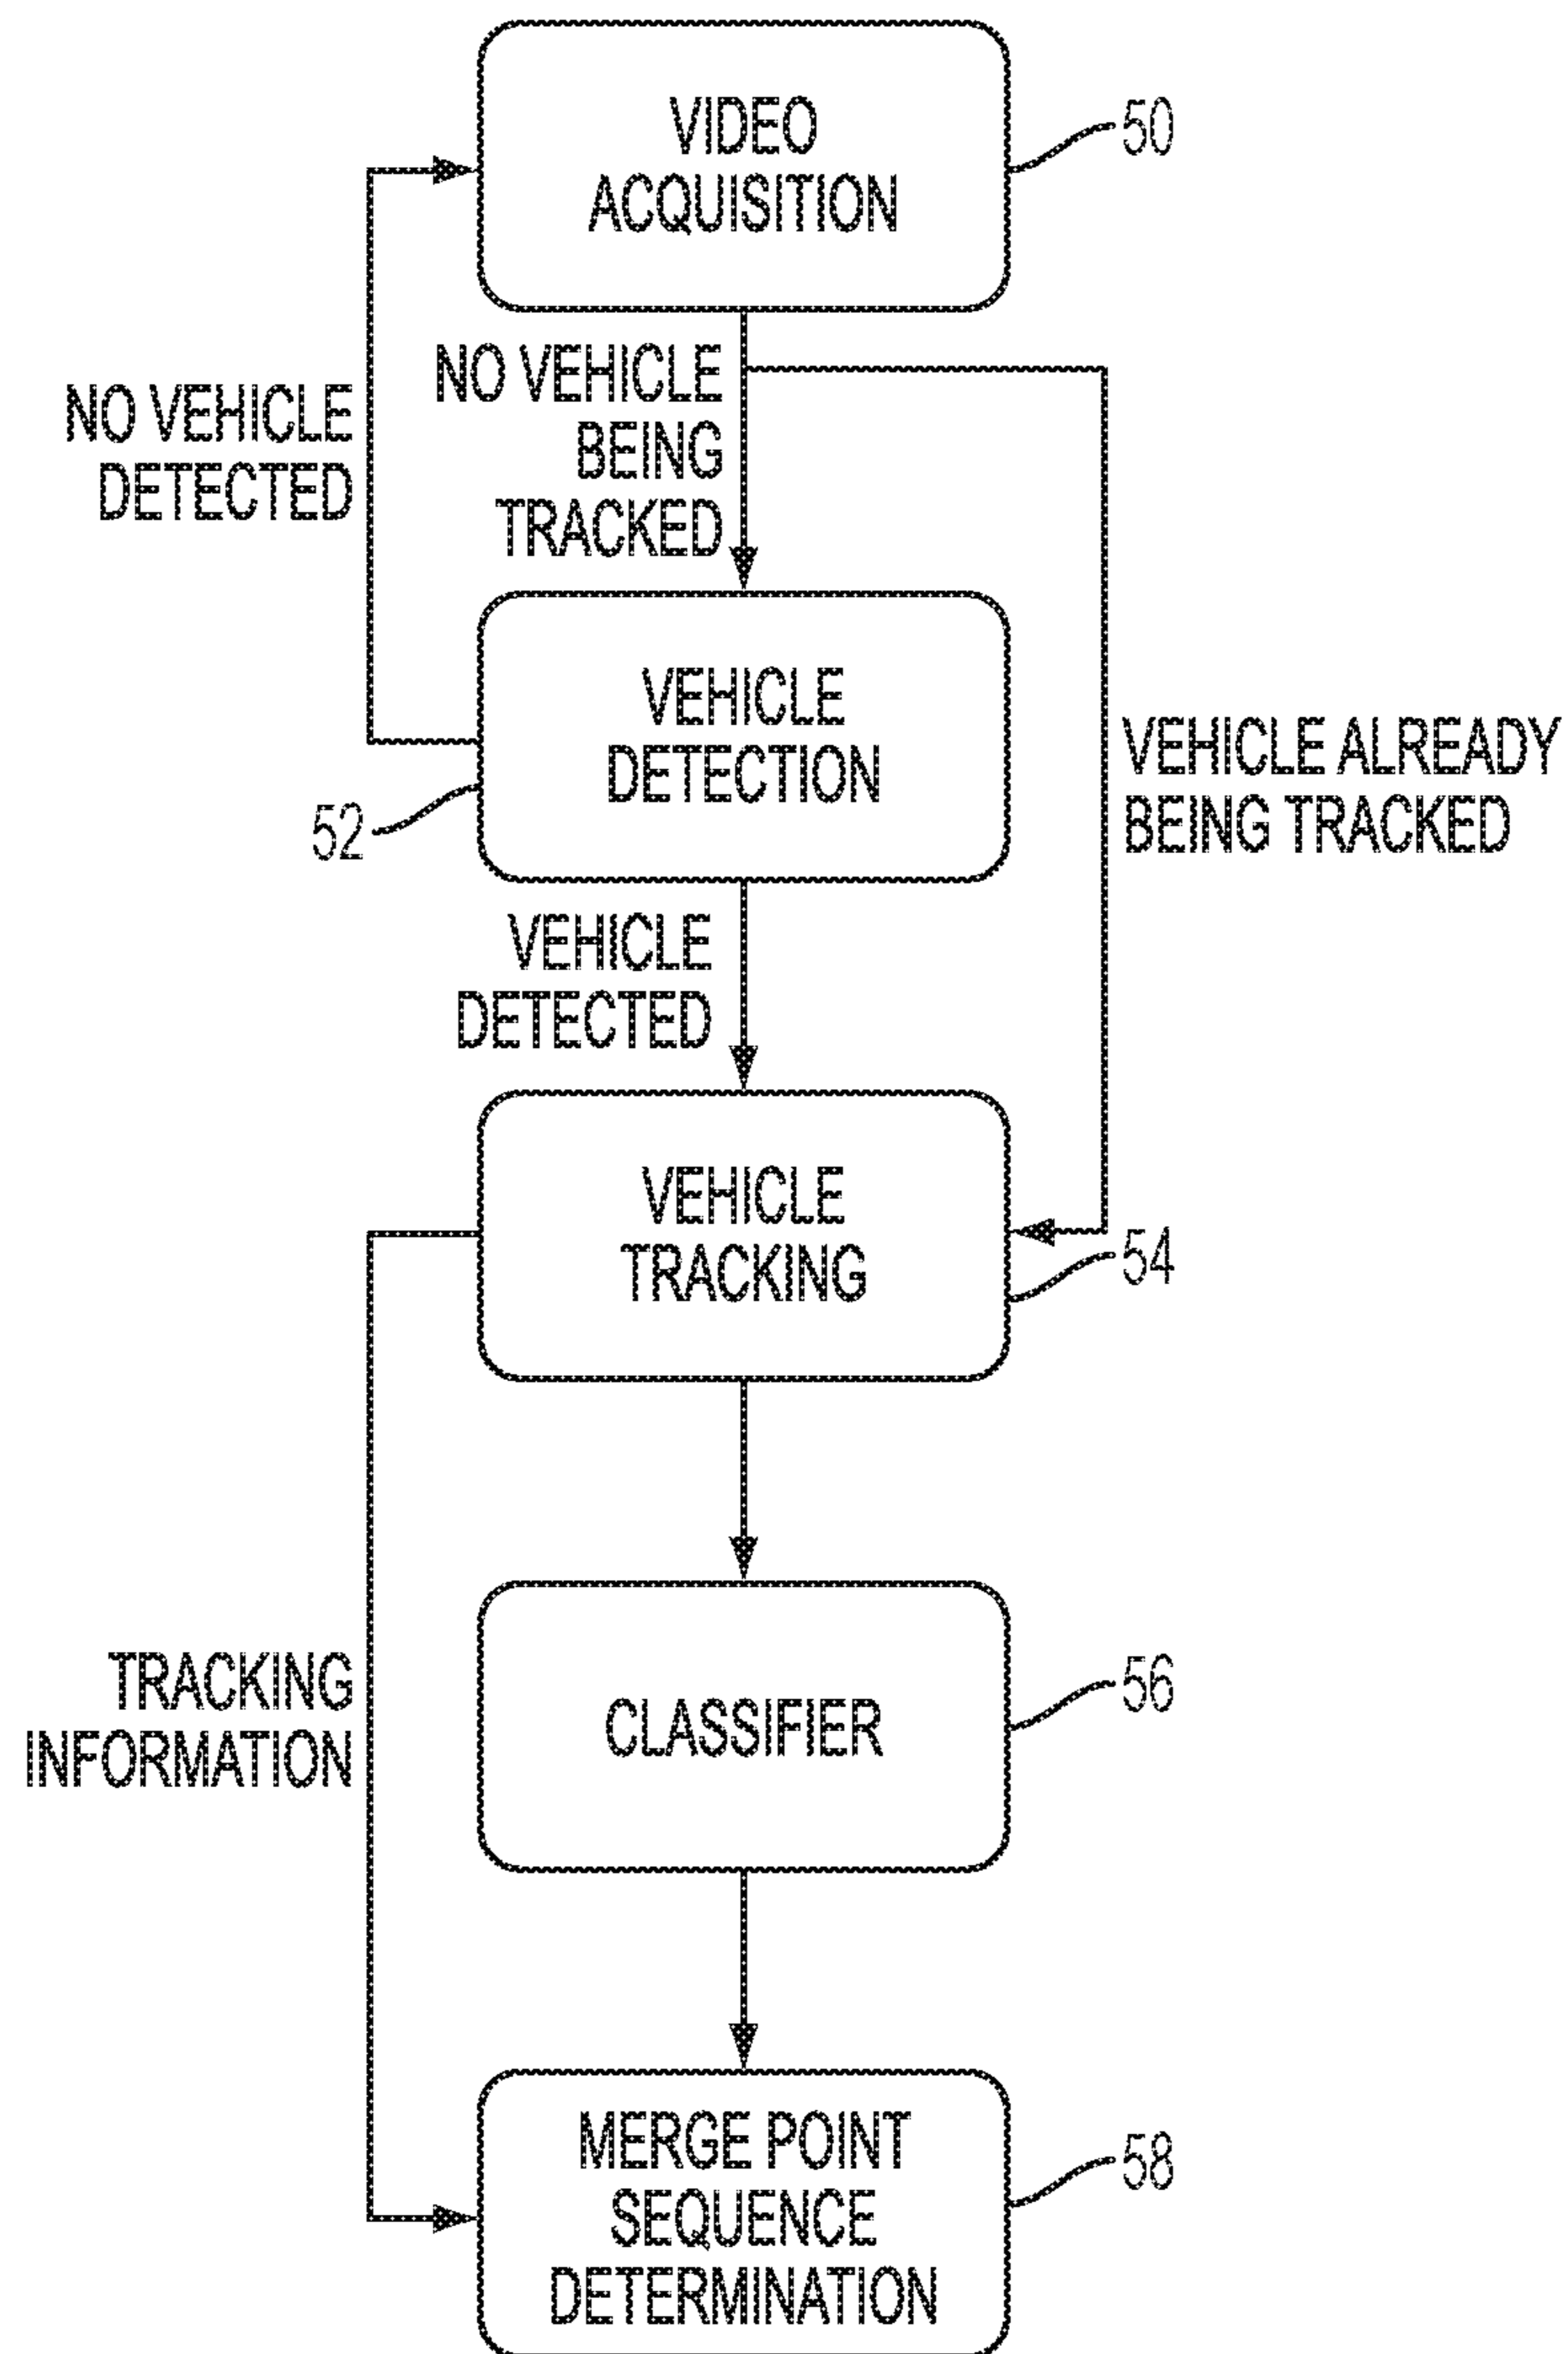 VIDEO
ACQUISITION
50
NO VEHICLE
BEING
TRACKED
NO VEHICLE
DETECTED
VEHICLE
DETECTION
52
VEHICLE ALREADY
BEING TRACKED
VEHICLE
DETECTED
VEHICLE
TRACKING
54
TRACKING
INFORMATION
CLASSIFIER
56
MERGE POINT
SEQUENCE
DETERMINATION
58